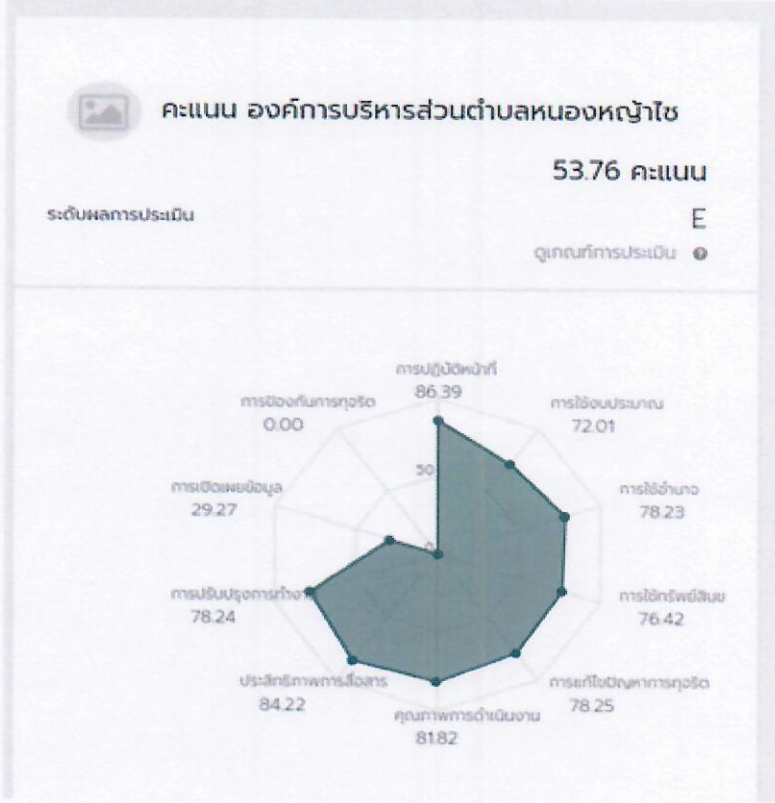 คะแนน องค์การบริหารส่วนตำบลหนองหญ้าไซ
53.76 คะแนน
ระดับผลการประเมิน
E
ดูเกณฑ์การประเมิน ?
การปฏิบัติหน้าที่
86.39
การใช้งบประมาณ
72.01
การใช้อำนาจ
78.23
การใช้ทรัพย์สินฃ
76.42
การแก้ไขปัญหาการทุจริต
78.25
คุณภาพการดำเนินงาน
81.82
ประสิทธิภาพการสื่อสาร
84.22
การปรับปรุงการทำงา
78.24
การเปิดเผยข้อมูล
29.27
การป้องกันการทุจริต
0.00
50
0